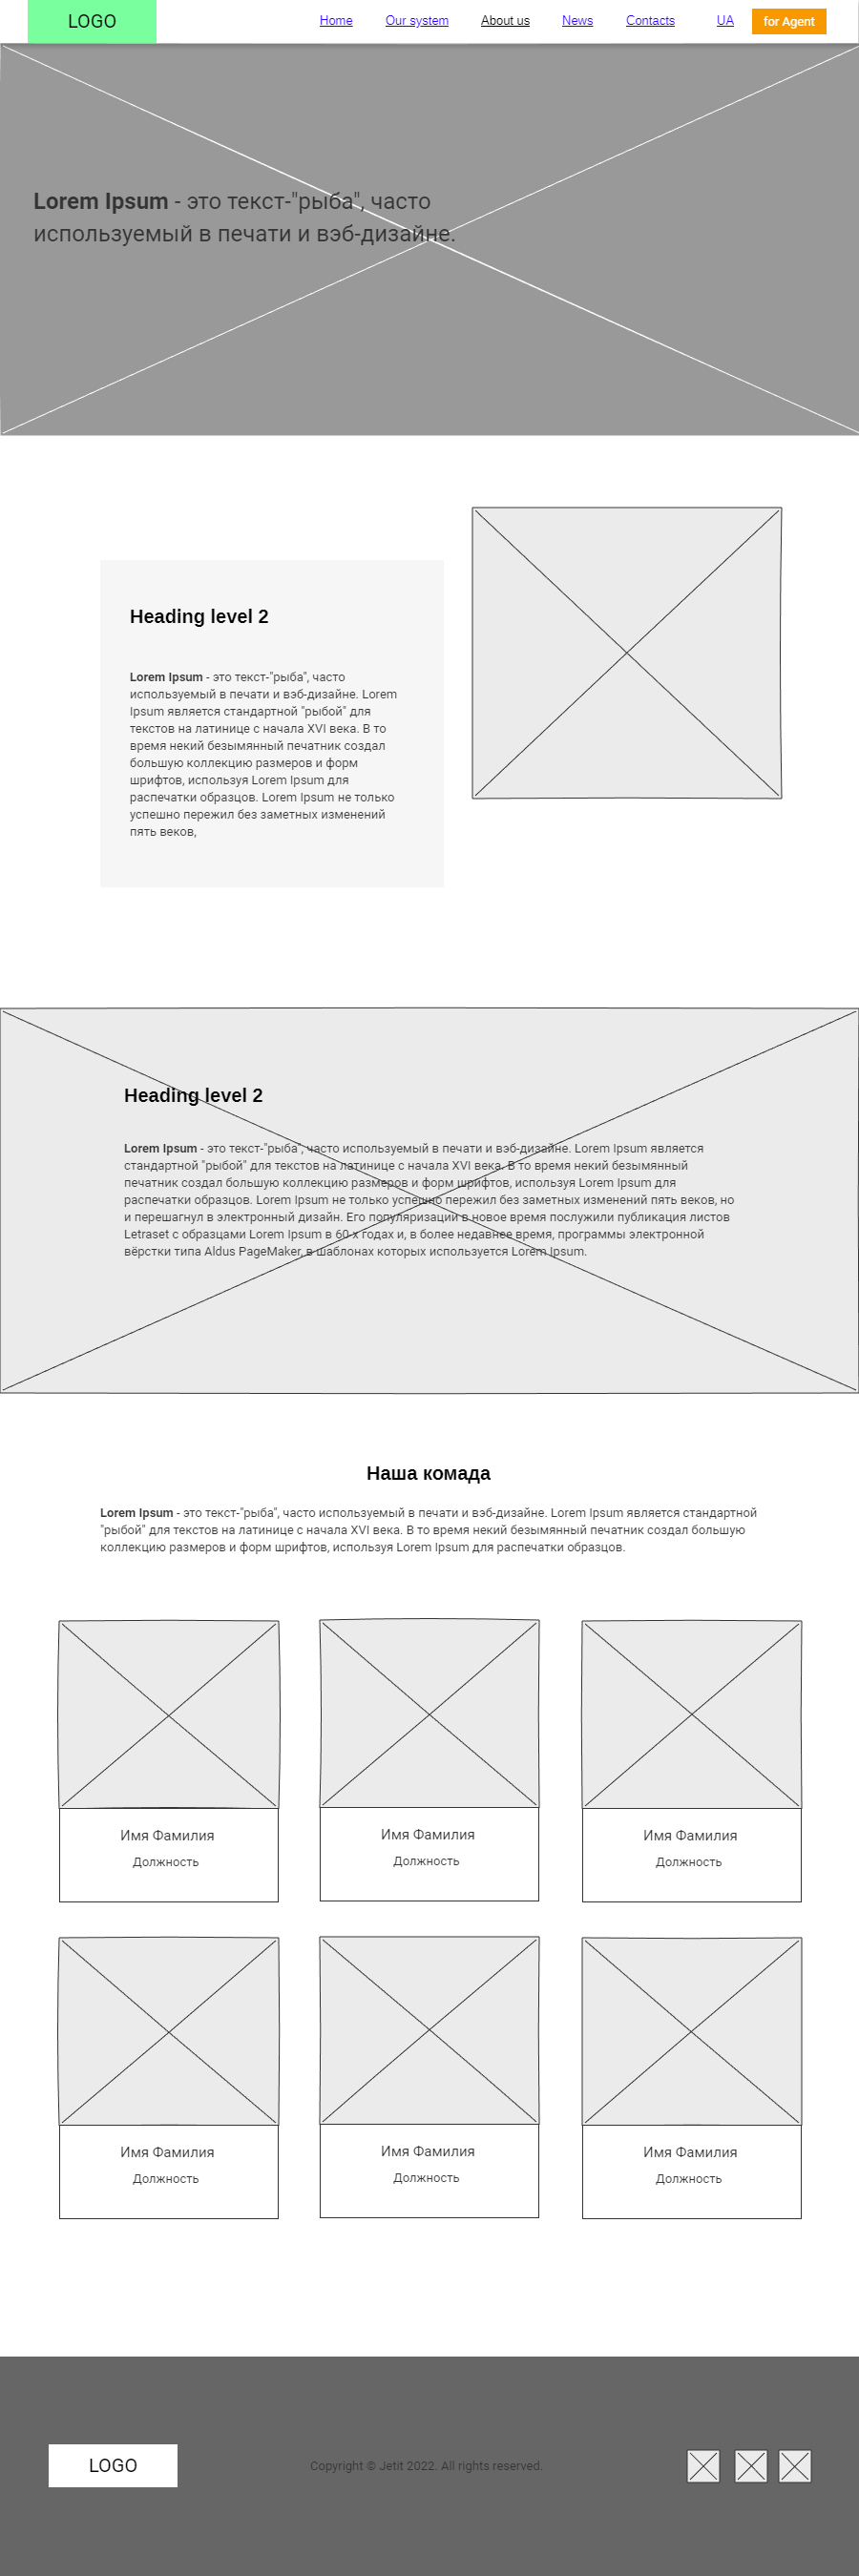 LOGO
Home Our system About us News Contacts UA for Agent
Lorem Ipsum - это текст-"рыба", часто
используемый в печати и вэб-дизайне.
Heading level 2
Lorem Ipsum - это текст-"рыба", часто
используемый в печати и вэб-дизайне. Lorem
Ipsum является стандартной "рыбой" для
текстов на латинице с начала XVI века. В то
время некий безымянный печатник создал
большую коллекцию размеров и форм
шрифтов, используя Lorem Ipsum для
распечатки образцов. Lorem Ipsum не только
успешно пережил без заметных изменений
пять веков,
Heading level 2
Lorem Ipsum - это текст-"рыба", часто используемый в печати и вэб-дизайне. Lorem Ipsum является
стандартной "рыбой" для текстов на латинице с начала XVI века. В то время некий безымянный
печатник создал большую коллекцию размеров и форм шрифтов, используя Lorem Ipsum для
распечатки образцов. Lorem Ipsum не только успешно пережил без заметных изменений пять веков, но
и перешагнул в электронный дизайн. Его популяризации в новое время послужили публикация листов
Letraset с образцами Lorem Ipsum в 60-х годах и, в более недавнее время, программы электронной
вёрстки типа Aldus PageMaker, в шаблонах которых используется Lorem Ipsum.
Наша комада
Lorem Ipsum - это текст-"рыба", часто используемый в печати и вэб-дизайне. Lorem Ipsum является стандартной
"рыбой" для текстов на латинице с начала XVI века. В то время некий безымянный печатник создал большую
коллекцию размеров и форм шрифтов, используя Lorem Ipsum для распечатки образцов.
Имя Фамилия
Должность
Имя Фамилия
Должность
Имя Фамилия
Должность
Имя Фамилия
Должность
Имя Фамилия
Должность
Имя Фамилия
Должность
LOGO
Copyright © Jetit 2022. All rights reserved.